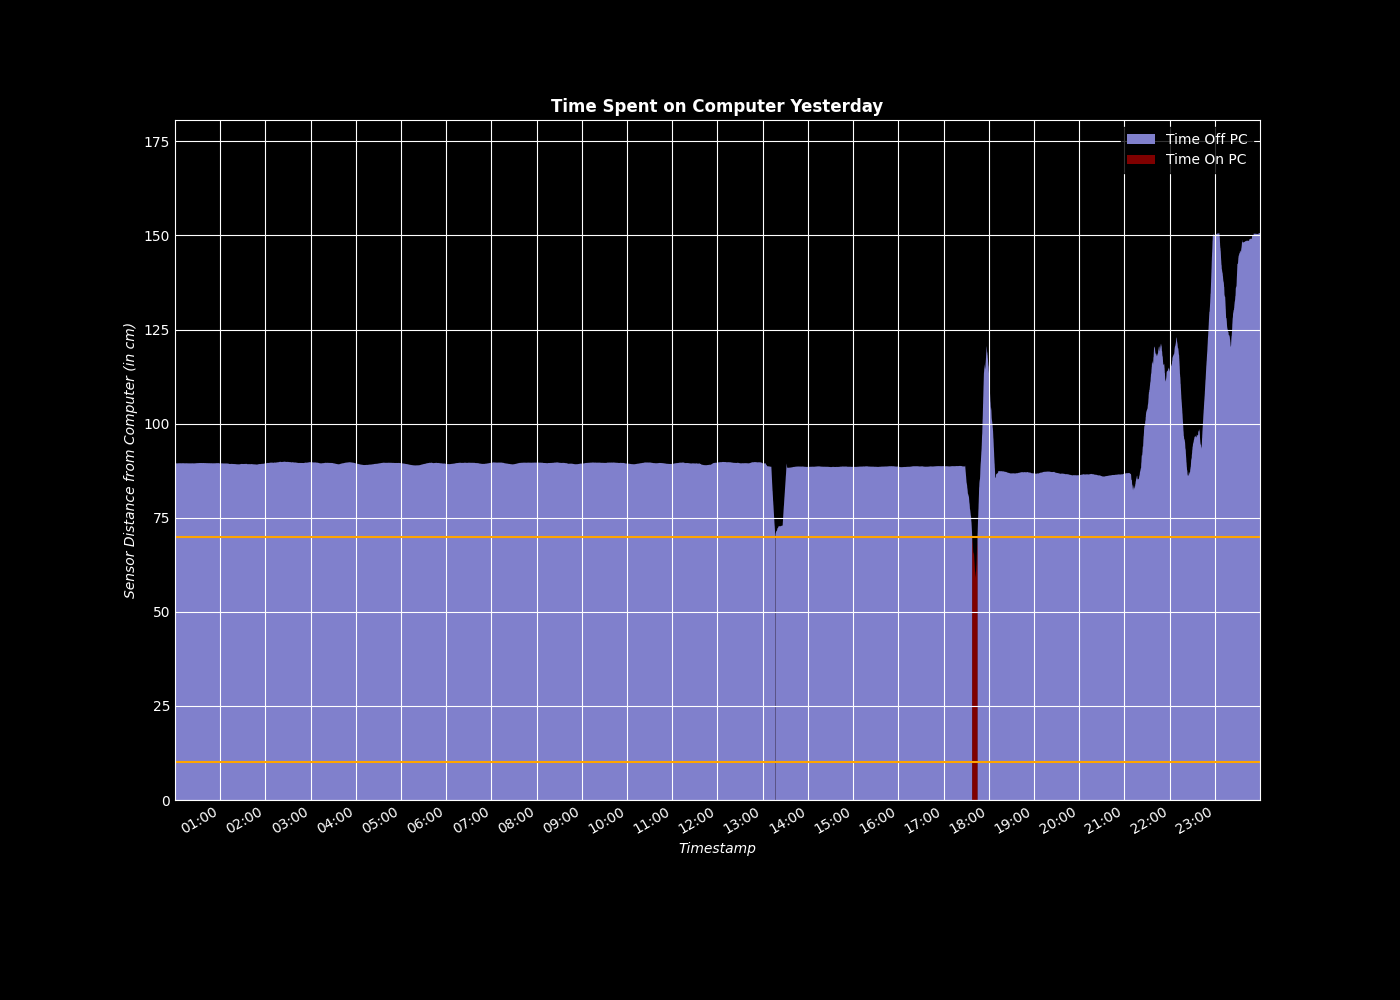 Time Spent on Computer Yesterday
Time Off PC
Time On PC
175
150
125
100
75
50
25
0
Sensor Distance from Computer (in cm)
01:00 02:00 03:00 04:00 05:00 06:00 07:00 08:00 09:00 10:00 11:00 12:00 13:00 14:00 15:00 16:00 17:00 18:00 19:00 20:00 21:00 22:00 23:00
Timestamp